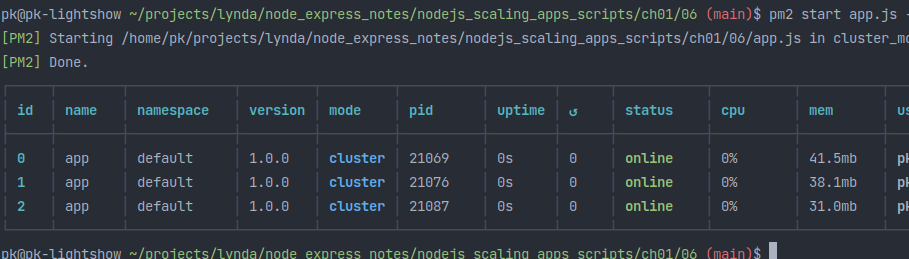 pk@pk-lightshow ~/projects/lynda/node_express_notes/nodejs_scaling_apps_scripts/ch01/06 (main)$ pm2 start app.js -
[PM2] Starting /home/pk/projects/lynda/node_express_notes/nodejs_scaling_apps_scripts/ch01/06/app.js in cluster_mo
[PM2] Done.
id name namespace version mode pid uptime ↺ status cpu mem us
0 app default 1.0.0 cluster 21069 0s 0 online 0% 41.5mb pk
1 app default 1.0.0 cluster 21076 0s 0 online 0% 38.1mb pk
2 app default 1.0.0 cluster 21087 0s 0 online 0% 31.0mb pk
pk@pk-lightshow ~/projects/lynda/node_express_notes/nodejs_scaling_apps_scripts/ch01/06 (main)$